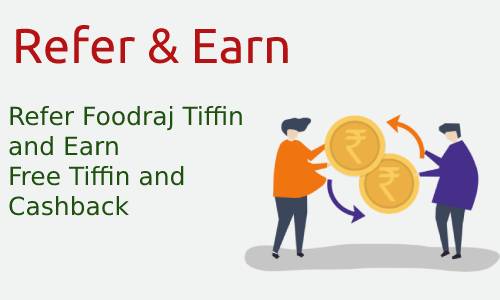 Refer & Earn
Refer Foodraj Tiffin
and Earn
Free Tiffin and
Cashback
₹
₹